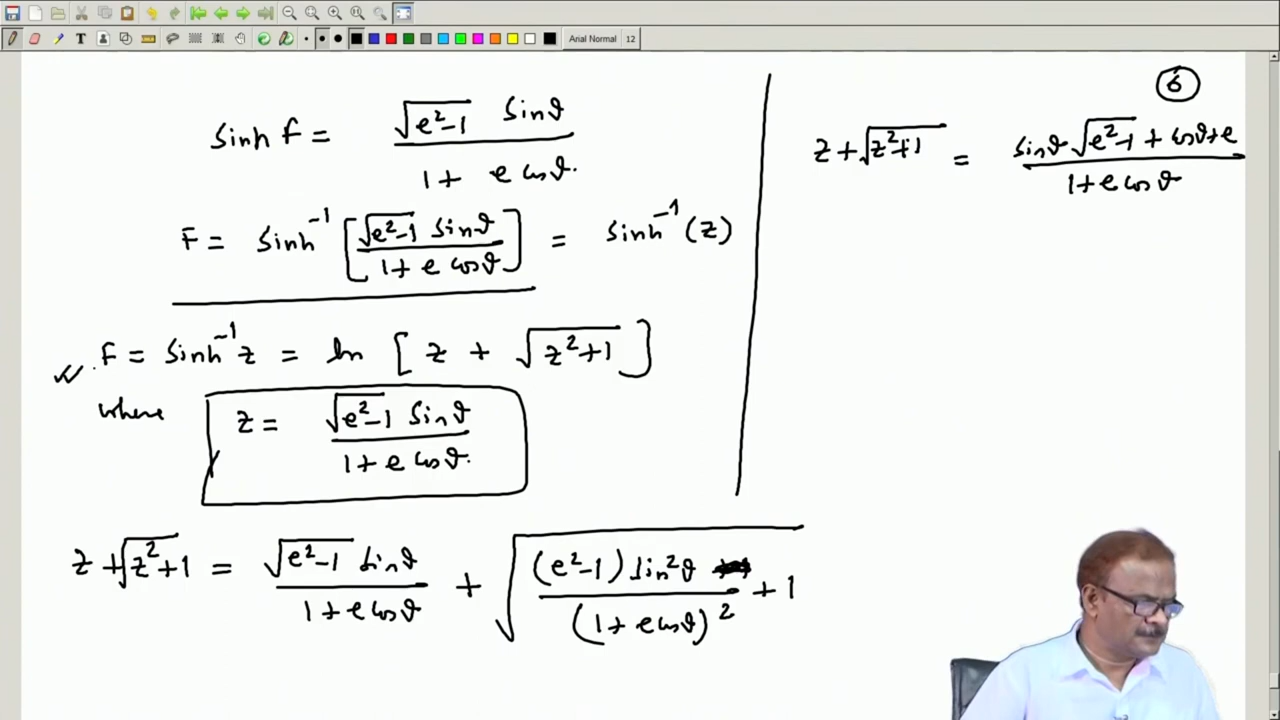 Arial Normal 12
6
sinh F = √(e²-1) sinϑ / (1 + e cosϑ).
F = sinh⁻¹ [√(e²-1) sinϑ / (1 + e cosϑ)] = sinh⁻¹(z)
F = sinh⁻¹ z = ln [z + √(z²+1)]
where z = √(e²-1) sinϑ / (1 + e cosϑ).
z + √(z²+1) = √(e²-1) sinϑ / (1 + e cosϑ) + √((e²-1) sin²ϑ / (1 + e cosϑ)² + 1)
z + √(z²+1) = (sinϑ √(e²-1) + cosϑ + e) / (1 + e cosϑ)